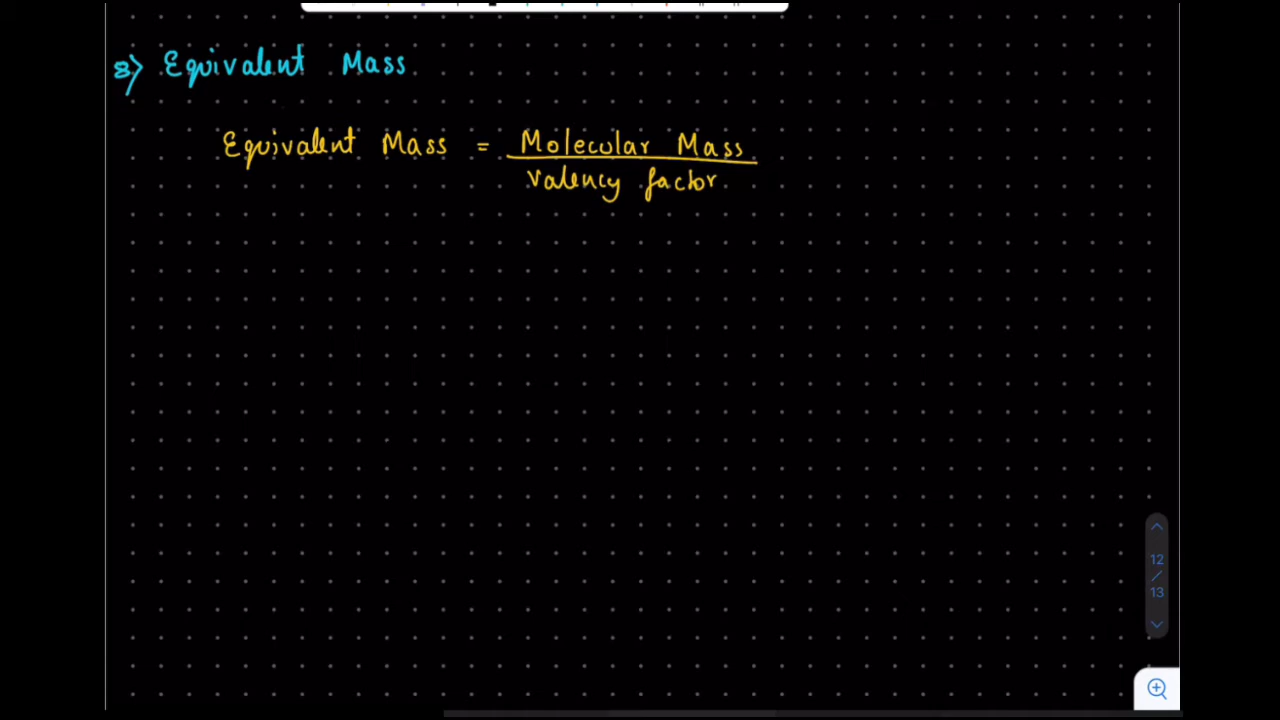 8) Equivalent Mass
Equivalent Mass = Molecular Mass
valency factor
12
/
13